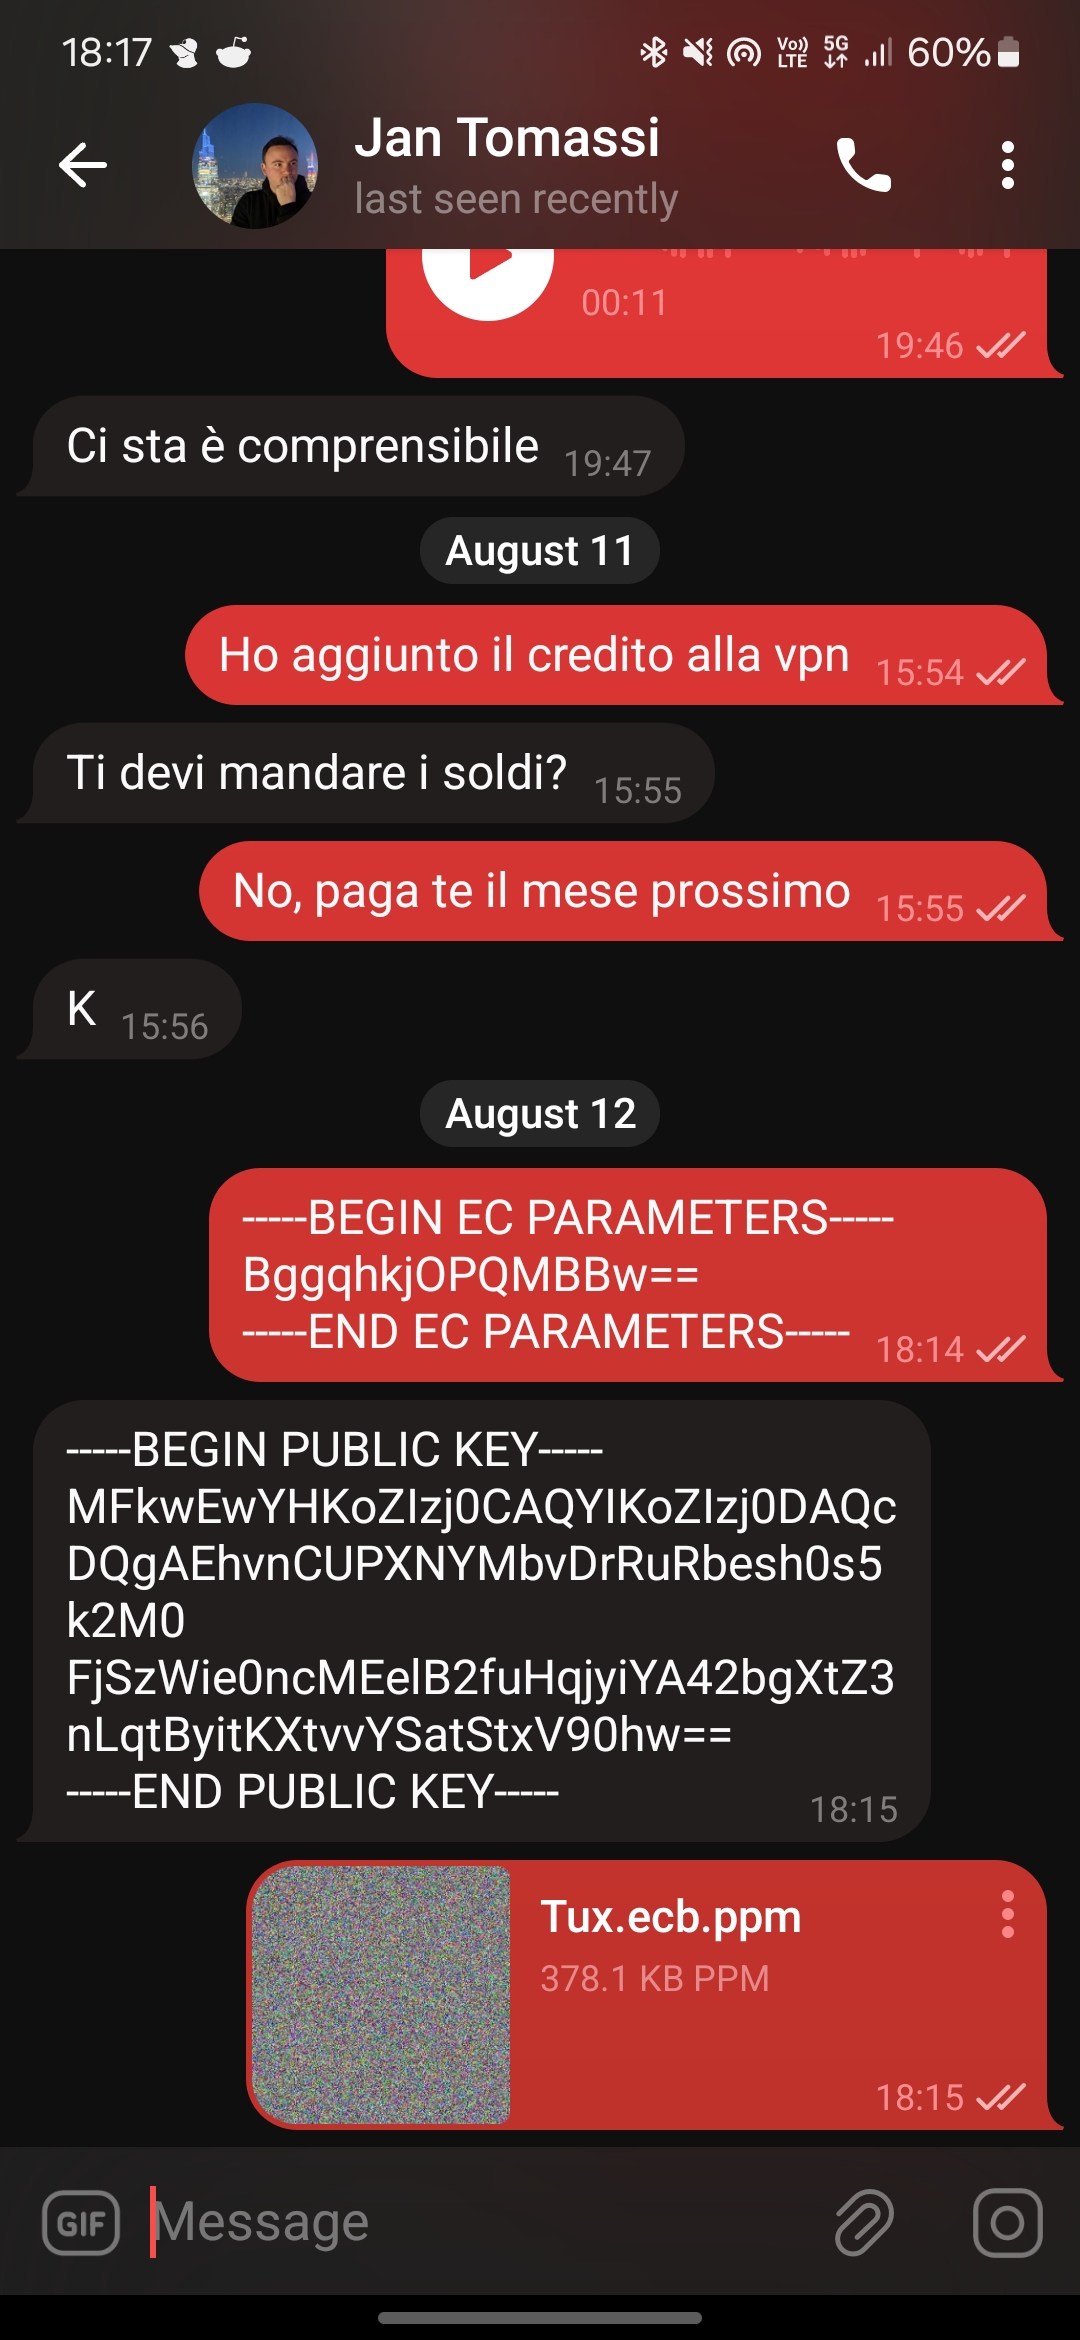 18:17
Vo)) LTE 5G 60%
Jan Tomassi
last seen recently
00:11
19:46
Ci sta è comprensibile 19:47
August 11
Ho aggiunto il credito alla vpn 15:54
Ti devi mandare i soldi? 15:55
No, paga te il mese prossimo 15:55
K 15:56
August 12
-----BEGIN EC PARAMETERS-----
BggqhkjOPQMBBw==
-----END EC PARAMETERS----- 18:14
-----BEGIN PUBLIC KEY-----
MFkwEwYHKoZIzj0CAQYIKoZIzj0DAQc
DQgAEhvnCUPXNYMbvDrRuRbesh0s5
k2M0
FjSzWie0ncMEelB2fuHqjyiYA42bgXtZ3
nLqtByitKXtvvYSatStxV90hw==
-----END PUBLIC KEY-----
18:15
Tux.ecb.ppm
378.1 KB PPM
18:15
GIF Message